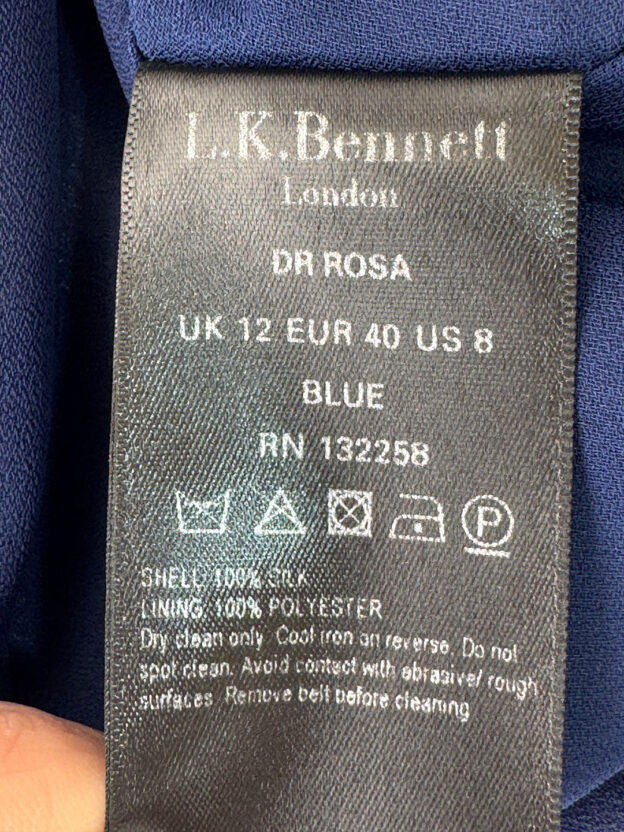 L.K.Bennett
London
DR ROSA
UK 12 EUR 40 US 8
BLUE
RN 132258
P
SHELL 100% SILK
LINING 100% POLYESTER
Dry clean only Cool iron on reverse. Do not
spot clean. Avoid contact with abrasive/ rough
surfaces Remove belt before cleaning